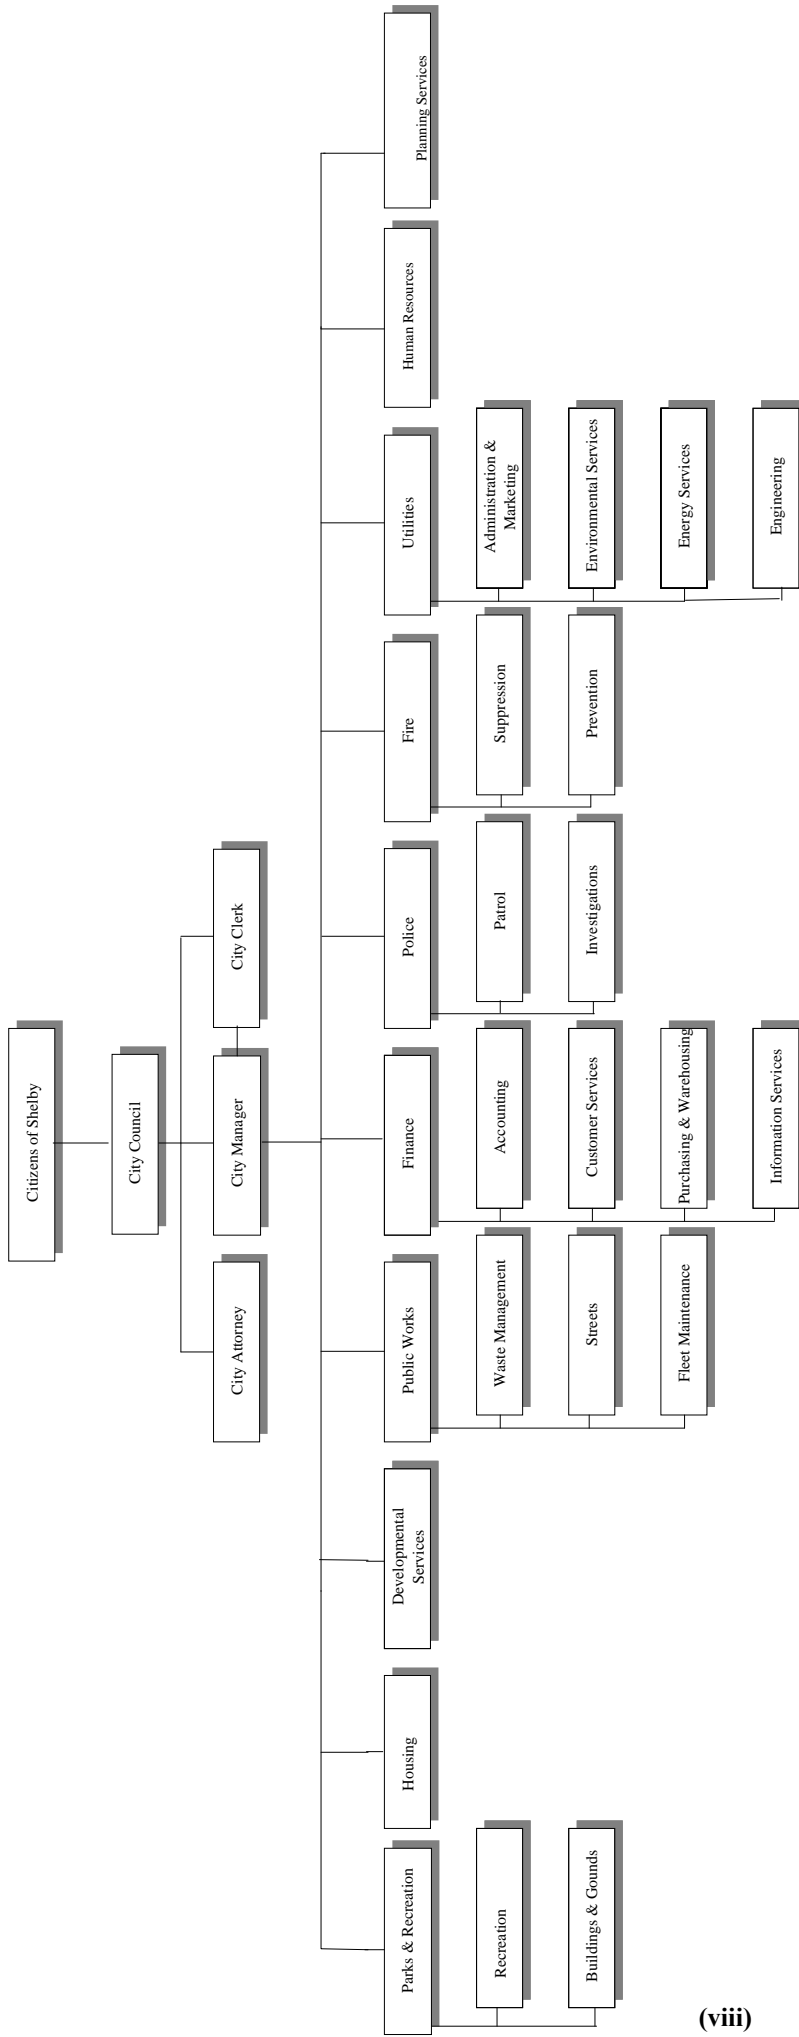 Citizens of Shelby
City Council
City Attorney
City Manager
City Clerk
Parks & Recreation
Housing
Developmental
Services
Public Works
Finance
Police
Fire
Utilities
Human Resources
Planning Services
Recreation
Buildings & Gounds
Waste Management
Streets
Fleet Maintenance
Accounting
Customer Services
Purchasing & Warehousing
Information Services
Patrol
Investigations
Suppression
Prevention
Administration &
Marketing
Environmental Services
Energy Services
Engineering
(viii)